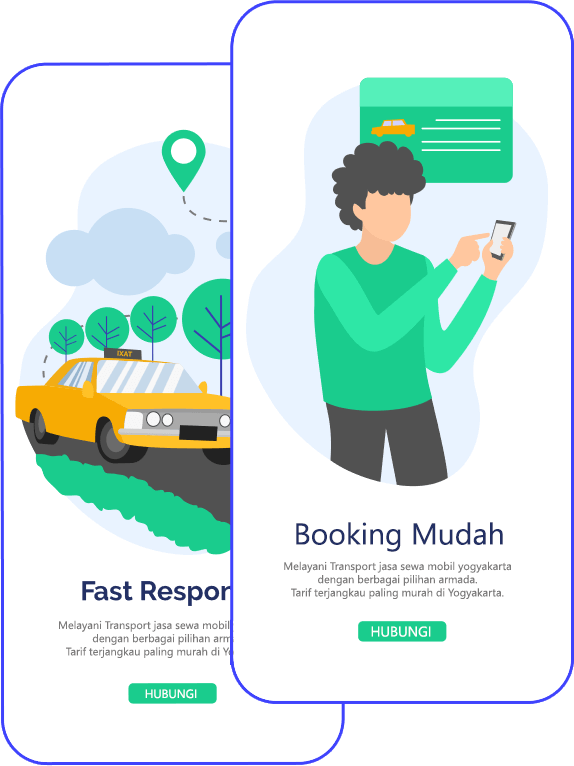 IXAT
Fast Respon
Melayani Transport jasa sewa mobil
dengan berbagai pilihan arm
Tarif terjangkau paling murah di Yo
HUBUNGI
Booking Mudah
Melayani Transport jasa sewa mobil yogyakarta
dengan berbagai pilihan armada.
Tarif terjangkau paling murah di Yogyakarta.
HUBUNGI